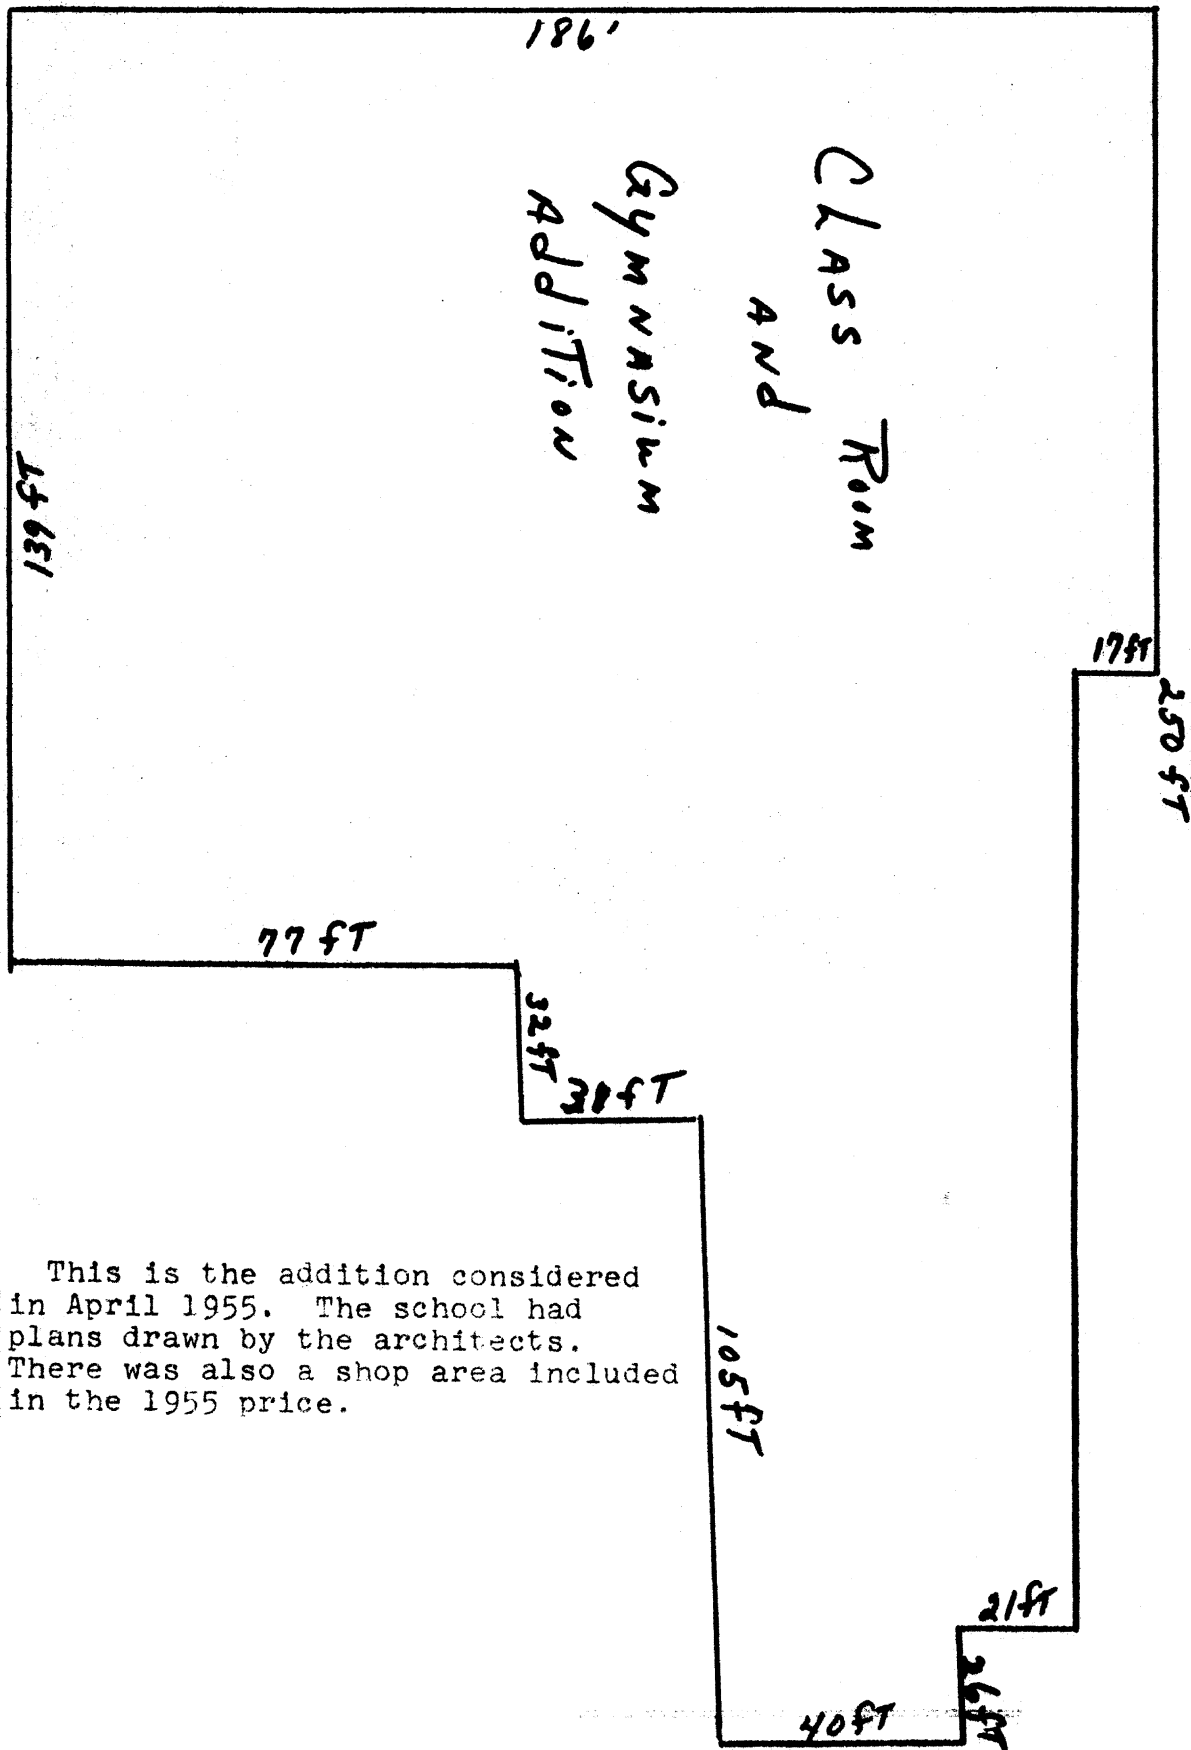 186'
Class Room
And
Gymnasium
Addition
139 fT
17fT
250 fT
77 fT
32fT
fT
This is the addition considered
in April 1955. The school had
plans drawn by the architects.
There was also a shop area included
in the 1955 price.
105fT
21fT
26fT
40fT